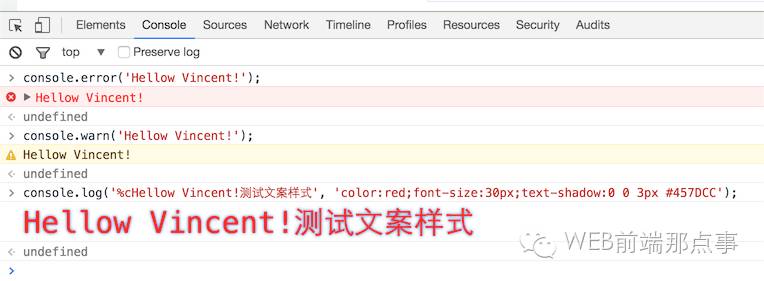 Elements Console Sources Network Timeline Profiles Resources Security Audits
top Preserve log
> console.error('Hellow Vincent!');
Hellow Vincent!
undefined
> console.warn('Hellow Vincent!');
Hellow Vincent!
undefined
> console.log('%cHellow Vincent!测试文案样式', 'color:red;font-size:30px;text-shadow:0 0 3px #457DCC');
Hellow Vincent!测试文案样式
undefined
WEB前端那点事
>